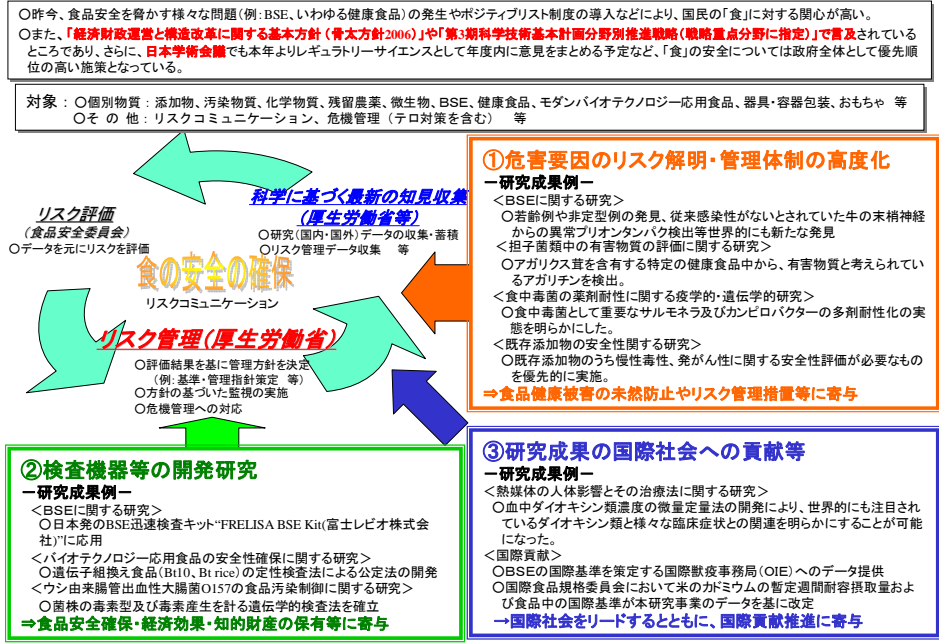 ○昨今、食品安全を脅かす様々な問題(例:BSE、いわゆる健康食品)の発生やポジティブリスト制度の導入などにより、国民の「食」に対する関心が高い。
○また、「経済財政運営と構造改革に関する基本方針(骨太方針2006)」や「第3期科学技術基本計画分野別推進戦略(戦略重点分野に指定)」で言及されている
ところであり、さらに、日本学術会議でも本年よりレギュラトリーサイエンスとして年度内に意見をまとめる予定など、「食」の安全については政府全体として優先順
位の高い施策となっている。
対象:○個別物質:添加物、汚染物質、化学物質、残留農薬、微生物、BSE、健康食品、モダンバイオテクノロジー応用食品、器具・容器包装、おもちゃ 等
○その他:リスクコミュニケーション、危機管理(テロ対策を含む) 等
リスク評価
(食品安全委員会)
○データを元にリスクを評価
科学に基づく最新の知見収集
(厚生労働省等)
○研究(国内・国外)データの収集・蓄積
○リスク管理データ収集 等
食の安全の確保
リスクコミュニケーション
リスク管理(厚生労働省)
○評価結果を基に管理方針を決定
(例:基準・管理指針策定 等)
○方針の基づいた監視の実施
○危機管理への対応
①危害要因のリスク解明・管理体制の高度化
ー研究成果例ー
<BSEに関する研究>
○若齢例や非定型例の発見、従来感染性がないとされていた牛の末梢神経
からの異常プリオンタンパク検出等世界的にも新たな発見
<担子菌類中の有害物質の評価に関する研究>
○アガリクス茸を含有する特定の健康食品中から、有害物質と考えられてい
るアガリチンを検出。
<食中毒菌の薬剤耐性に関する疫学的・遺伝学的研究>
○食中毒菌として重要なサルモネラ及びカンピロバクターの多剤耐性化の実
態を明らかにした。
<既存添加物の安全性関する研究>
○既存添加物のうち慢性毒性、発がん性に関する安全性評価が必要なもの
を優先的に実施。
⇒食品健康被害の未然防止やリスク管理措置等に寄与
②検査機器等の開発研究
ー研究成果例ー
<BSEに関する研究>
○日本発のBSE迅速検査キット“FRELISA BSE Kit(富士レビオ株式会
社)”に応用
<バイオテクノロジー応用食品の安全性確保に関する研究>
○遺伝子組換え食品(Bt10、Bt rice)の定性検査法による公定法の開発
<ウシ由来腸管出血性大腸菌O157の食品汚染制御に関する研究>
○菌株の毒素型及び毒素産生を計る遺伝学的検査法を確立
⇒食品安全確保・経済効果・知的財産の保有等に寄与
③研究成果の国際社会への貢献等
ー研究成果例ー
<熱媒体の人体影響とその治療法に関する研究>
○血中ダイオキシン類濃度の微量定量法の開発により、世界的にも注目され
ているダイオキシン類と様々な臨床症状との関連を明らかにすることが可能
になった。
<国際貢献>
○BSEの国際基準を策定する国際獣疫事務局(OIE)へのデータ提供
○国際食品規格委員会において米のカドミウムの暫定週間耐容摂取量およ
び食品中の国際基準が本研究事業のデータを基に改定
→国際社会をリードするとともに、国際貢献推進に寄与